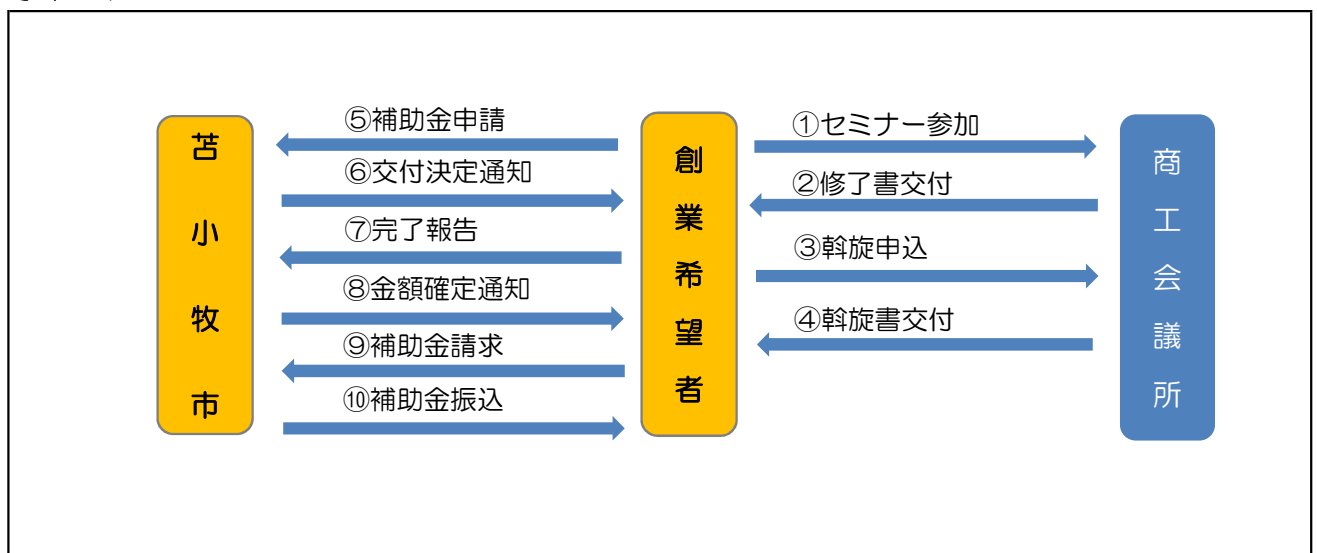 苫小牧市
⑤補助金申請
⑥交付決定通知
⑦完了報告
⑧金額確定通知
⑨補助金請求
⑩補助金振込
創業希望者
①セミナー参加
②修了書交付
③斡旋申込
④斡旋書交付
商工会議所